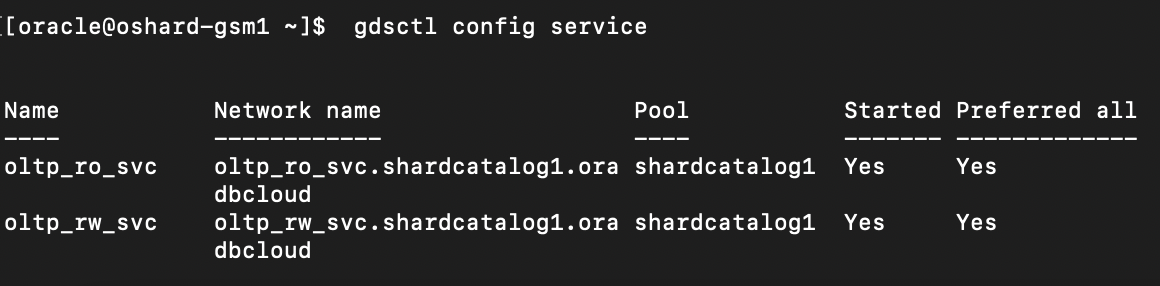 [[oracle@oshard-gsm1 ~]$  gdsctl config service
Name           Network name                  Pool           Started Preferred all
----           ------------                  ----           ------- -------------
oltp_ro_svc    oltp_ro_svc.shardcatalog1.ora shardcatalog1  Yes     Yes
               dbcloud
oltp_rw_svc    oltp_rw_svc.shardcatalog1.ora shardcatalog1  Yes     Yes
               dbcloud